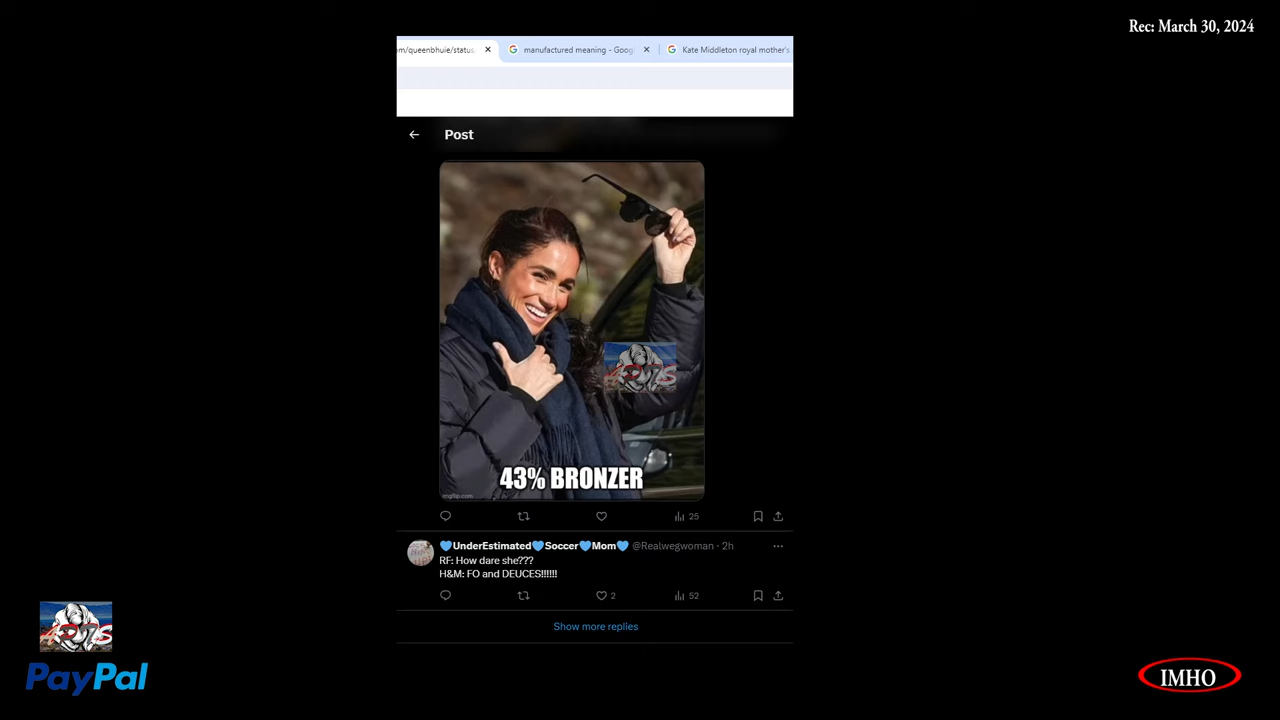 Rec: March 30, 2024
m/queenbhuie/status
manufactured meaning - Goog
Kate Middleton royal mother's
Post
43% BRONZER
imgflip.com
25
💙UnderEstimated💙Soccer💙Mom💙 @Realwegwoman · 2h
RF: How dare she???
H&M: FO and DEUCES!!!!!!
2
52
Show more replies
PayPal
IMHO